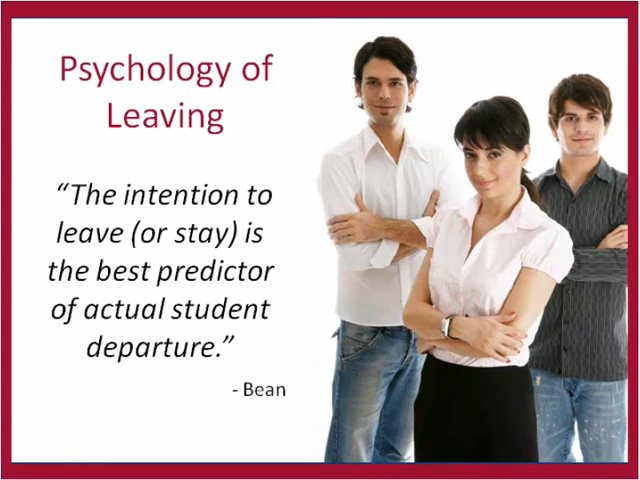 Psychology of
Leaving
“The intention to
leave (or stay) is
the best predictor
of actual student
departure.”
- Bean